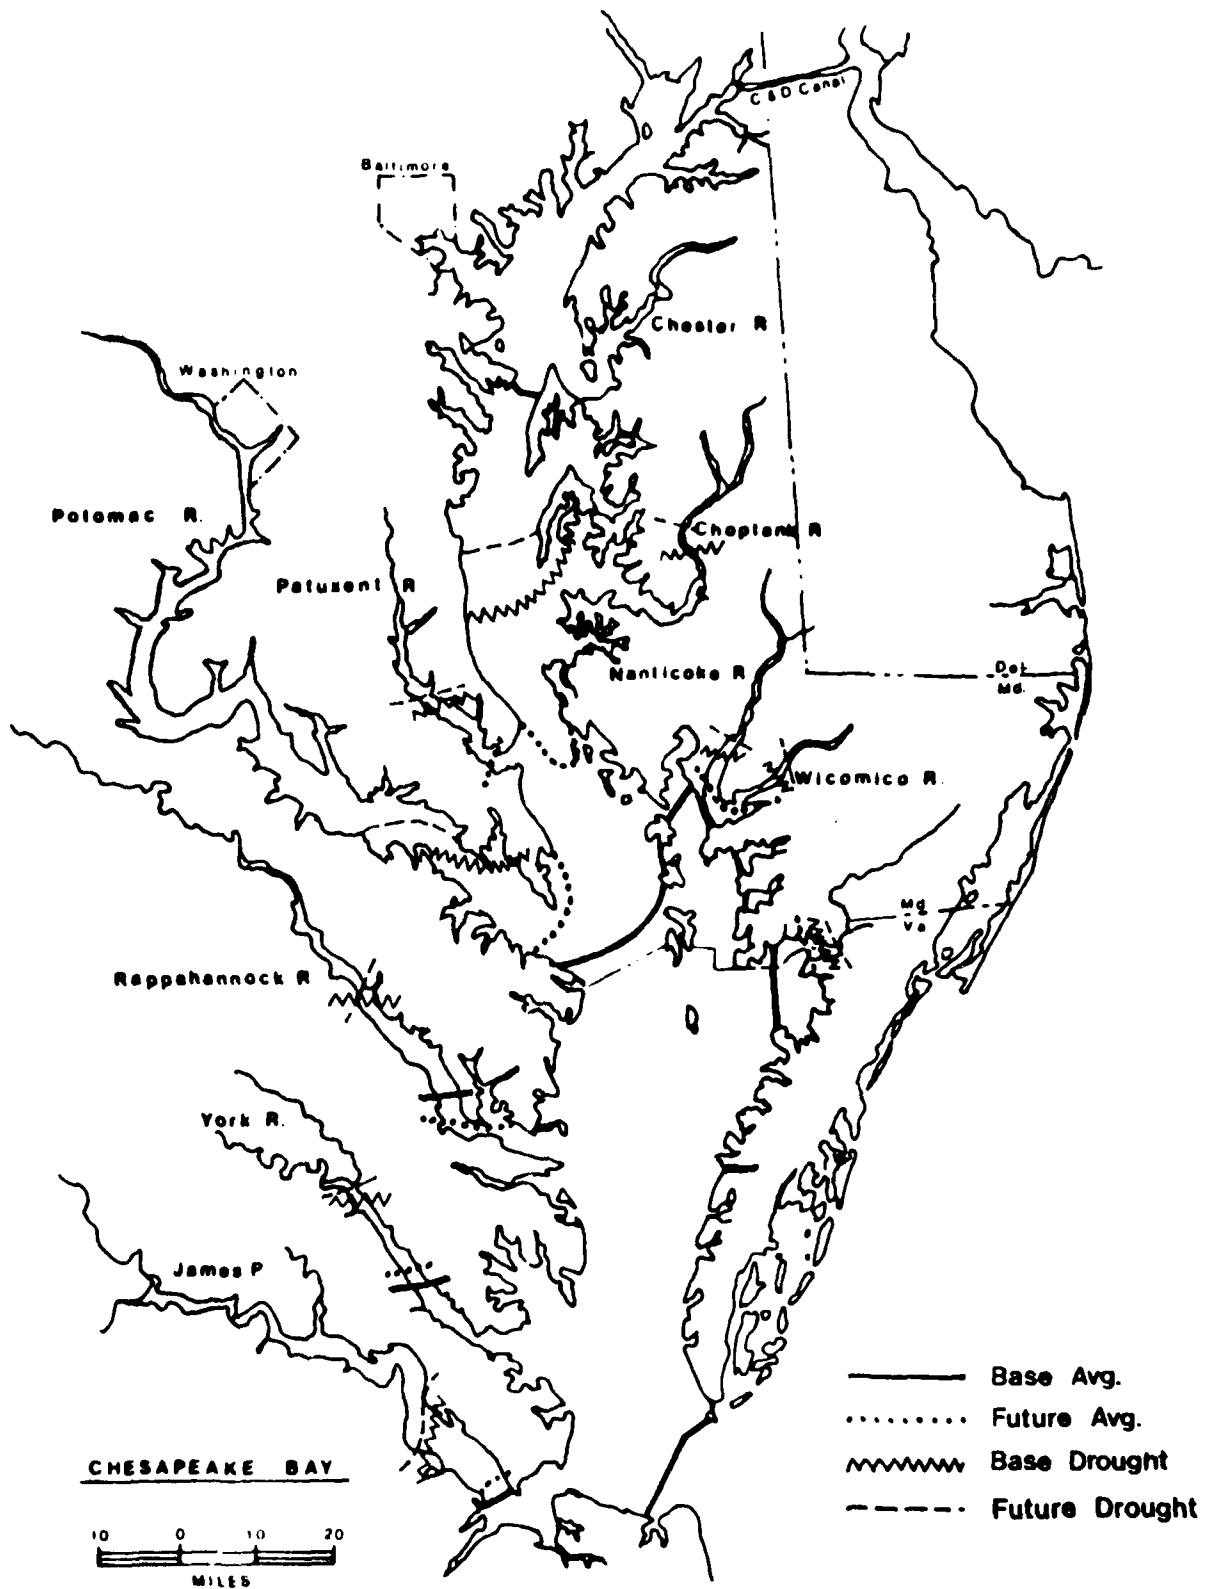 C & D Canal
Baltimore
Chester R
Washington
Potomac R.
Choptank R
Patuxent R
Nanticoke R
Del
Md.
Wicomico R.
Md
Va
Rappahannock R
York R.
James R
Base Avg.
Future Avg.
Base Drought
Future Drought
CHESAPEAKE BAY
10 0 10 20
MILES